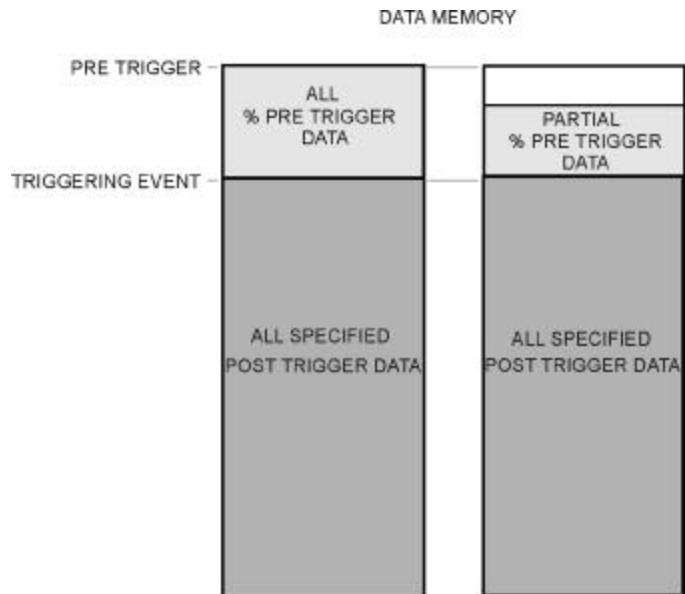 DATA MEMORY
PRE TRIGGER
ALL
% PRE TRIGGER
DATA
PARTIAL
% PRE TRIGGER
DATA
TRIGGERING EVENT
ALL SPECIFIED
POST TRIGGER DATA
ALL SPECIFIED
POST TRIGGER DATA